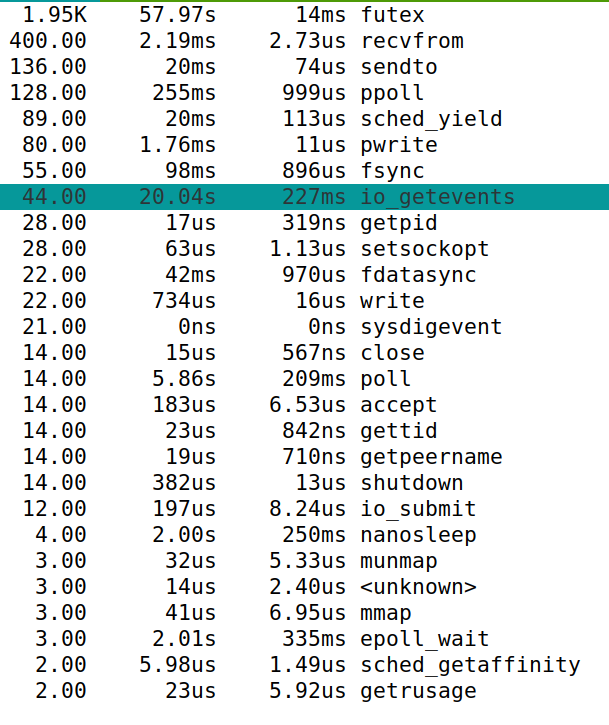 1.95K 57.97s 14ms futex
400.00 2.19ms 2.73us recvfrom
136.00 20ms 74us sendto
128.00 255ms 999us ppoll
89.00 20ms 113us sched_yield
80.00 1.76ms 11us pwrite
55.00 98ms 896us fsync
44.00 20.04s 227ms io_getevents
28.00 17us 319ns getpid
28.00 63us 1.13us setsockopt
22.00 42ms 970us fdatasync
22.00 734us 16us write
21.00 0ns 0ns sysdigevent
14.00 15us 567ns close
14.00 5.86s 209ms poll
14.00 183us 6.53us accept
14.00 23us 842ns gettid
14.00 19us 710ns getpeername
14.00 382us 13us shutdown
12.00 197us 8.24us io_submit
4.00 2.00s 250ms nanosleep
3.00 32us 5.33us munmap
3.00 14us 2.40us <unknown>
3.00 41us 6.95us mmap
3.00 2.01s 335ms epoll_wait
2.00 5.98us 1.49us sched_getaffinity
2.00 23us 5.92us getrusage